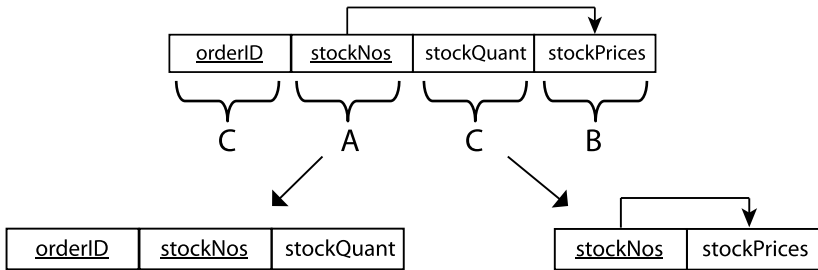 orderID stockNos stockQuant stockPrices
C A C B
orderID stockNos stockQuant stockNos stockPrices